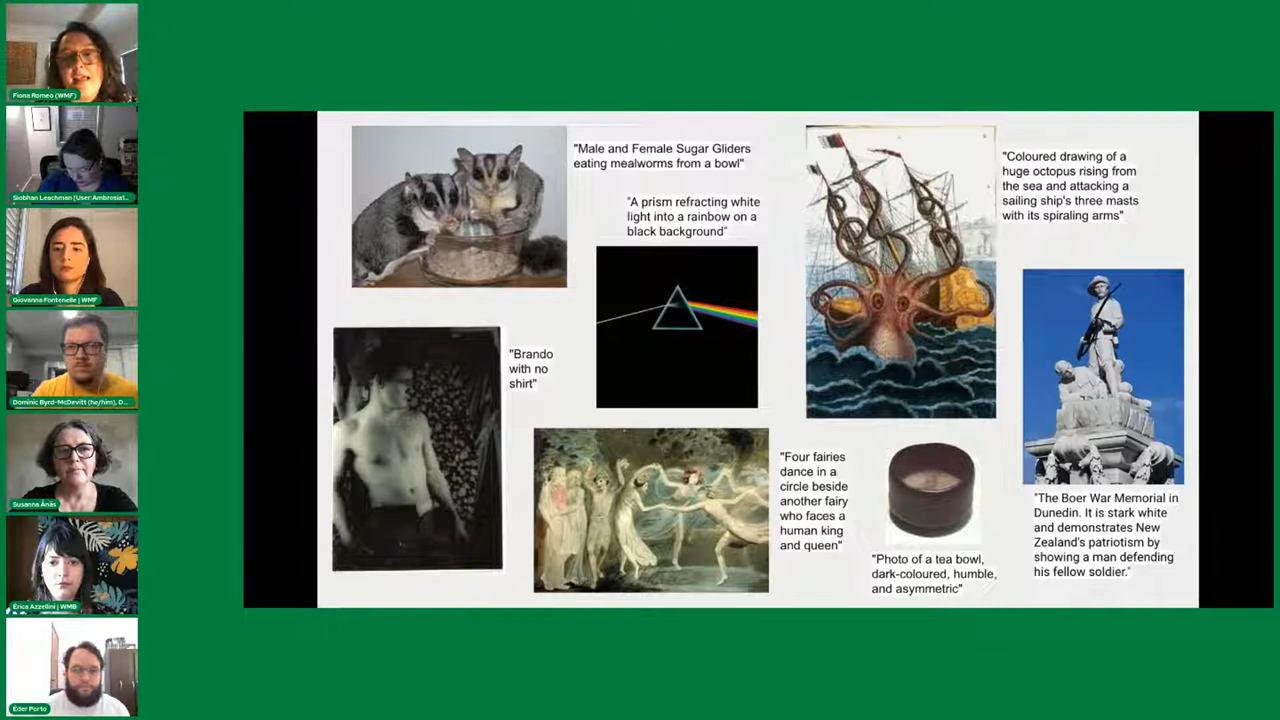 Fiona Romeo (WMF)
Siobhan Leachman (User:Ambrosia1...
Giovanna Fontenelle | WMF
Dominic Byrd-McDevitt (he/him), D...
Susanna Ånäs
Érica Azzellini | WMB
Éder Porto
"Male and Female Sugar Gliders
eating mealworms from a bowl"
"A prism refracting white
light into a rainbow on a
black background"
"Coloured drawing of a
huge octopus rising from
the sea and attacking a
sailing ship's three masts
with its spiraling arms"
"Brando
with no
shirt"
"Four fairies
dance in a
circle beside
another fairy
who faces a
human king
and queen"
"Photo of a tea bowl,
dark-coloured, humble,
and asymmetric"
"The Boer War Memorial in
Dunedin. It is stark white
and demonstrates New
Zealand's patriotism by
showing a man defending
his fellow soldier."